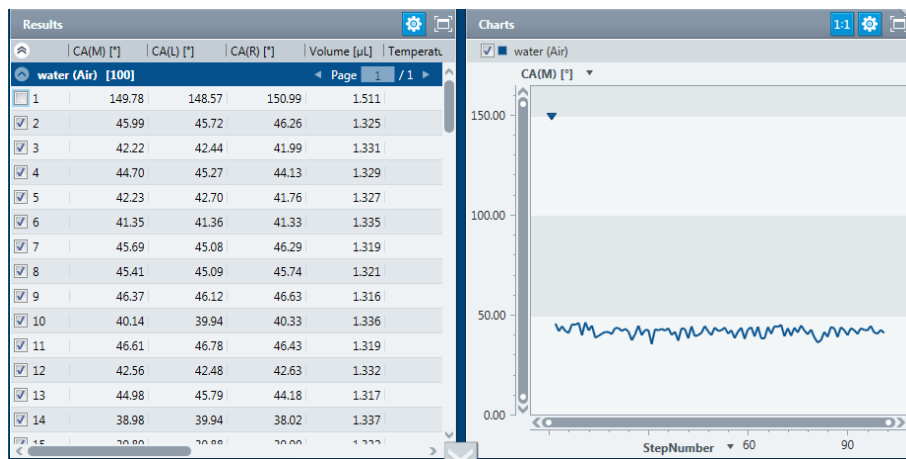 Results
CA(M) [°] CA(L) [°] CA(R) [°] Volume [µL] Temperatu
water (Air) [100] Page 1 / 1
1 149.78 148.57 150.99 1.511
2 45.99 45.72 46.26 1.325
3 42.22 42.44 41.99 1.331
4 44.70 45.27 44.13 1.329
5 42.23 42.70 41.76 1.327
6 41.35 41.36 41.33 1.335
7 45.69 45.08 46.29 1.319
8 45.41 45.09 45.74 1.321
9 46.37 46.12 46.63 1.316
10 40.14 39.94 40.33 1.336
11 46.61 46.78 46.43 1.319
12 42.56 42.48 42.63 1.332
13 44.98 45.79 44.18 1.317
14 38.98 39.94 38.02 1.337
Charts 1:1
water (Air)
CA(M) [°]
150.00
100.00
50.00
0.00
StepNumber 60 90